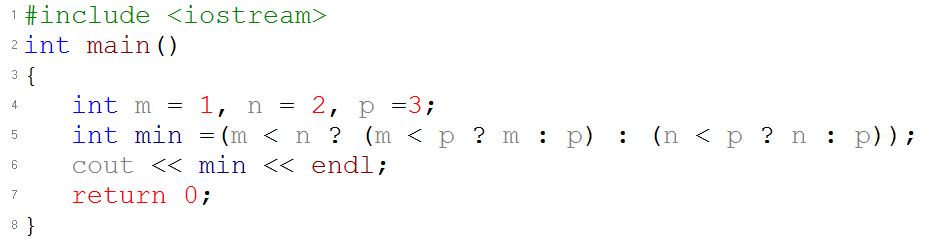 1 #include <iostream>
2 int main()
3 {
4 int m = 1, n = 2, p =3;
5 int min =(m < n ? (m < p ? m : p) : (n < p ? n : p));
6 cout << min << endl;
7 return 0;
8 }